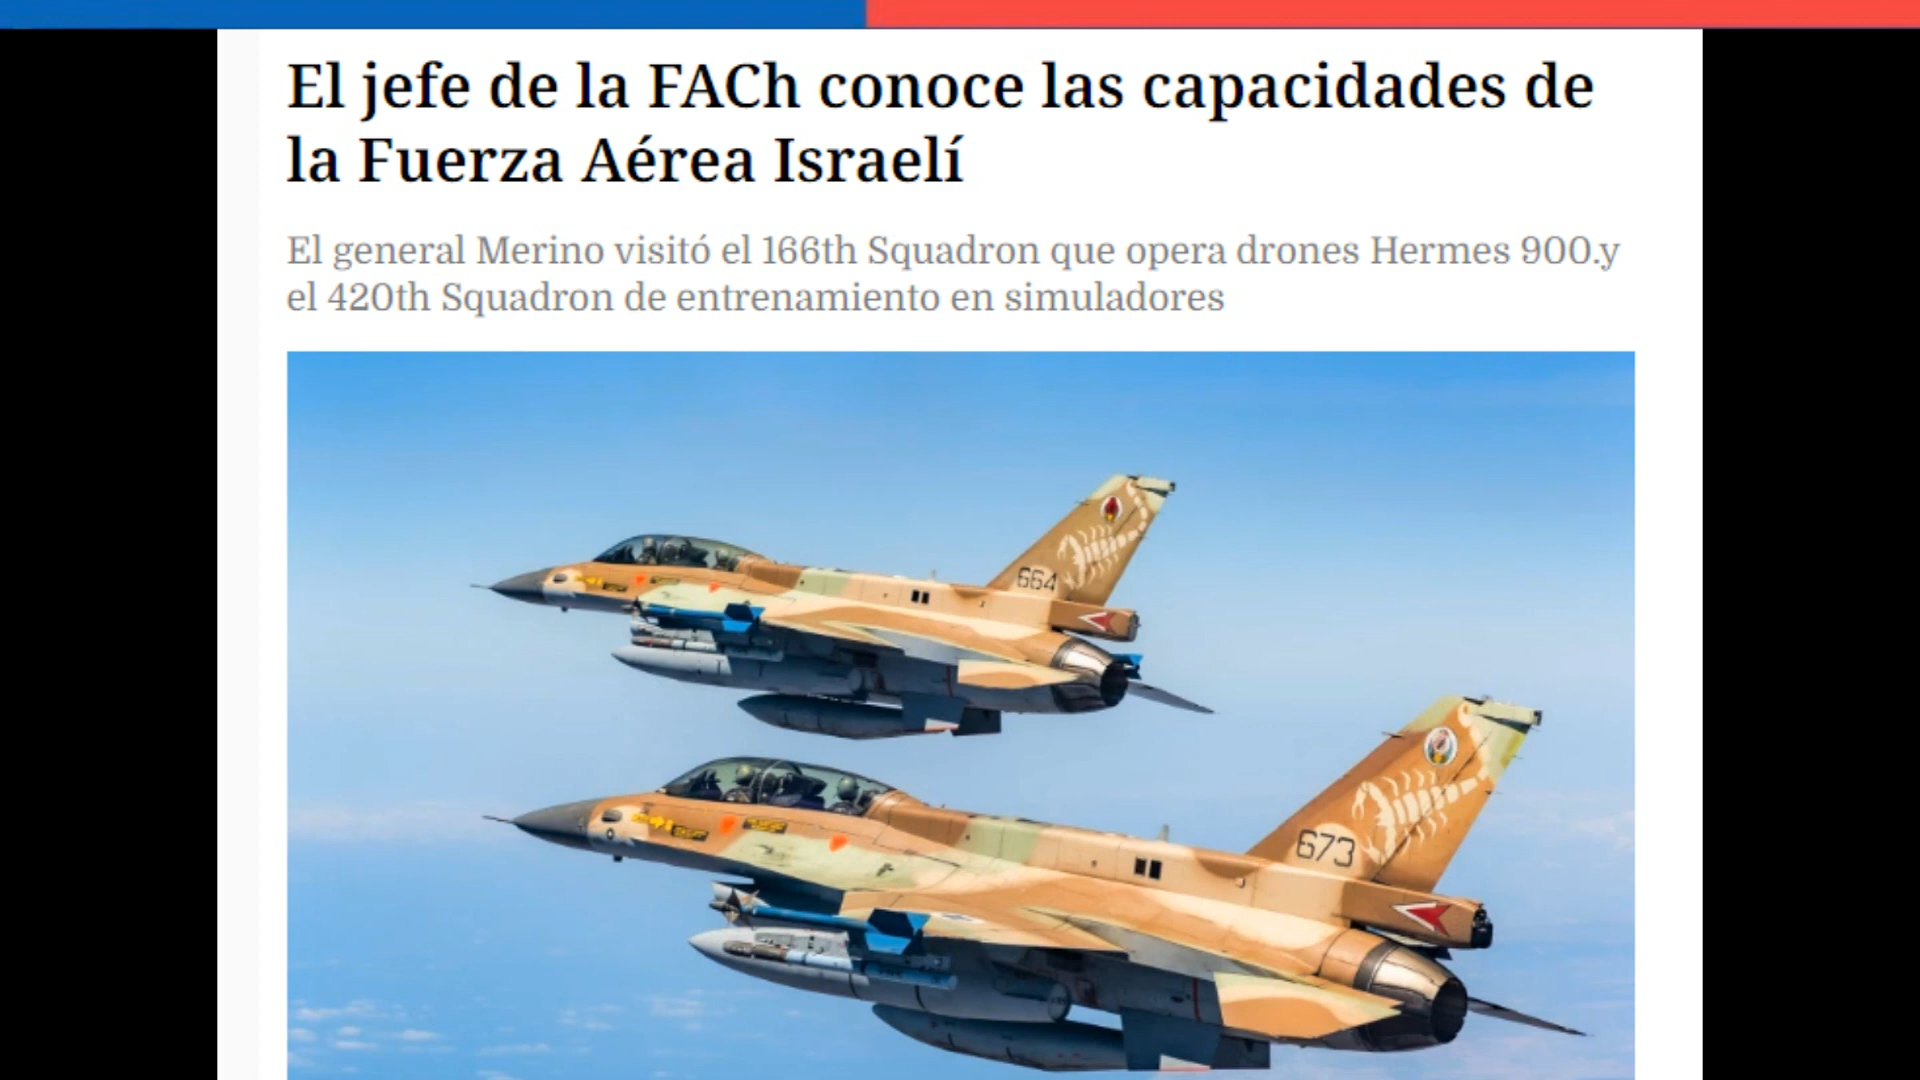 El jefe de la FACh conoce las capacidades de
la Fuerza Aérea Israelí
El general Merino visitó el 166th Squadron que opera drones Hermes 900.y
el 420th Squadron de entrenamiento en simuladores
664
673